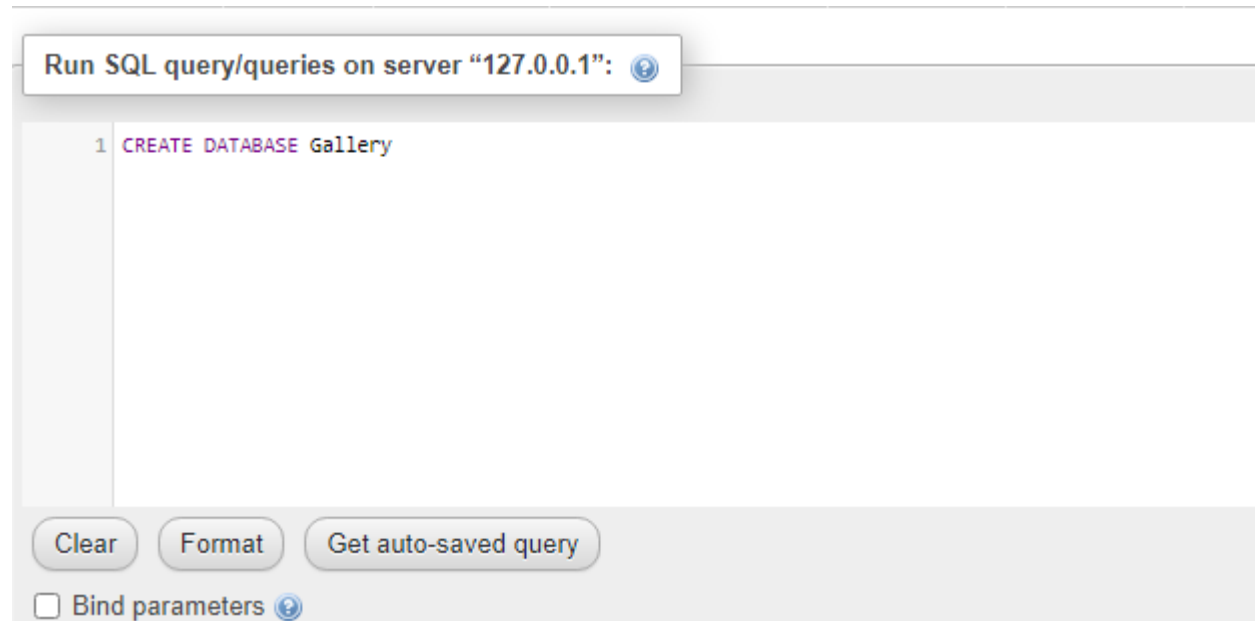 Run SQL query/queries on server “127.0.0.1”:
1 CREATE DATABASE Gallery
Clear Format Get auto-saved query
Bind parameters